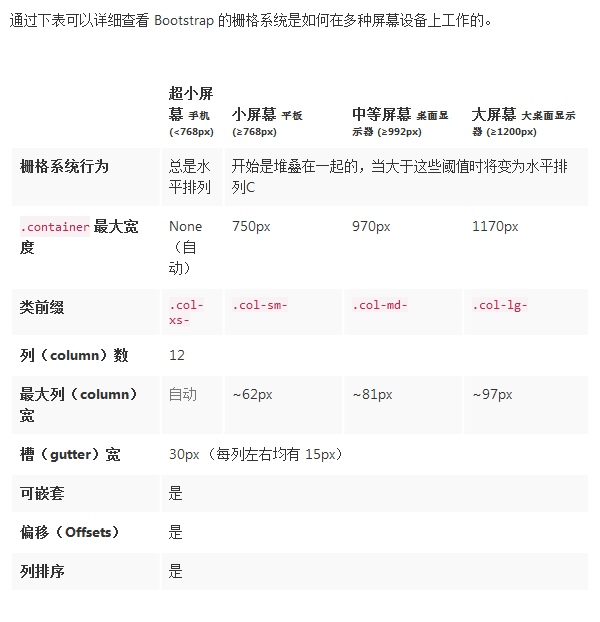 通过下表可以详细查看 Bootstrap 的栅格系统是如何在多种屏幕设备上工作的。
超小屏
幕 手机
(<768px)
小屏幕 平板
(≥768px)
中等屏幕 桌面显
示器 (≥992px)
大屏幕 大桌面显示
器 (≥1200px)
栅格系统行为
总是水
平排列
开始是堆叠在一起的，当大于这些阈值时将变为水平排
列C
.container 最大宽
度
None
（自
动）
750px
970px
1170px
类前缀
.col-
xs-
.col-sm-
.col-md-
.col-lg-
列（column）数
12
最大列（column）
宽
自动
~62px
~81px
~97px
槽（gutter）宽
30px （每列左右均有 15px）
可嵌套
是
偏移（Offsets）
是
列排序
是